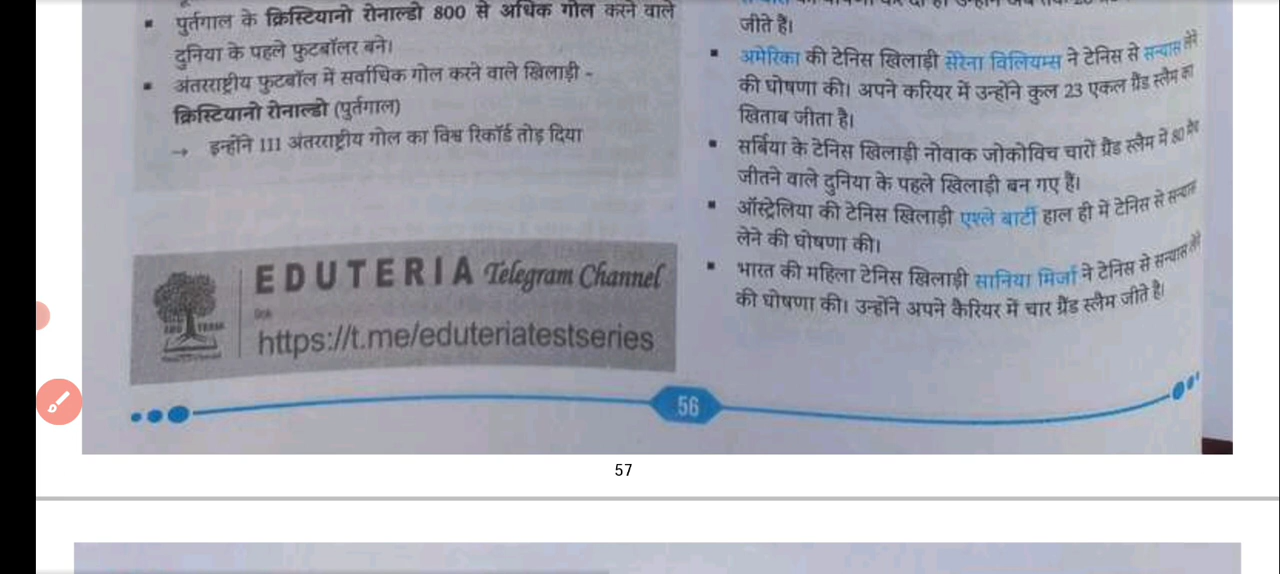 पुर्तगाल के क्रिस्टियानो रोनाल्डो 800 से अधिक गोल करने वाले
दुनिया के पहले फुटबॉलर बने।
अंतरराष्ट्रीय फुटबॉल में सर्वाधिक गोल करने वाले खिलाड़ी -
क्रिस्टियानो रोनाल्डो (पुर्तगाल)
→ इन्होंने 111 अंतरराष्ट्रीय गोल का विश्व रिकॉर्ड तोड़ दिया
EDUTERIA Telegram Channel
link
https://t.me/eduteriatestseries
जीते हैं।
अमेरिका की टेनिस खिलाड़ी सेरेना विलियम्स ने टेनिस से सन्यास लेने
की घोषणा की। अपने करियर में उन्होंने कुल 23 एकल ग्रैंड स्लैम का
खिताब जीता है।
सर्बिया के टेनिस खिलाड़ी नोवाक जोकोविच चारों ग्रैंड स्लैम में 80 मैच
जीतने वाले दुनिया के पहले खिलाड़ी बन गए हैं।
ऑस्ट्रेलिया की टेनिस खिलाड़ी एश्ले बार्टी हाल ही में टेनिस से सन्यास
लेने की घोषणा की।
भारत की महिला टेनिस खिलाड़ी सानिया मिर्जा ने टेनिस से सन्यास लेने
की घोषणा की। उन्होंने अपने कैरियर में चार ग्रैंड स्लैम जीते है।
56
57